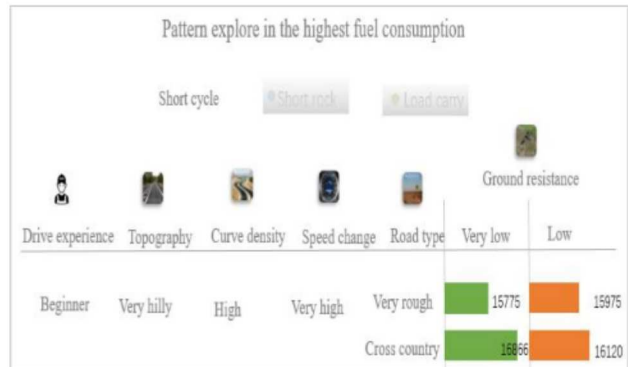 Pattern explore in the highest fuel consumption
Short cycle Short rock Load carry
Ground resistance
Drive experience Topography Curve density Speed change Road type Very low Low
Beginner Very hilly High Very high Very rough 15775 15975
Cross country 16866 16120